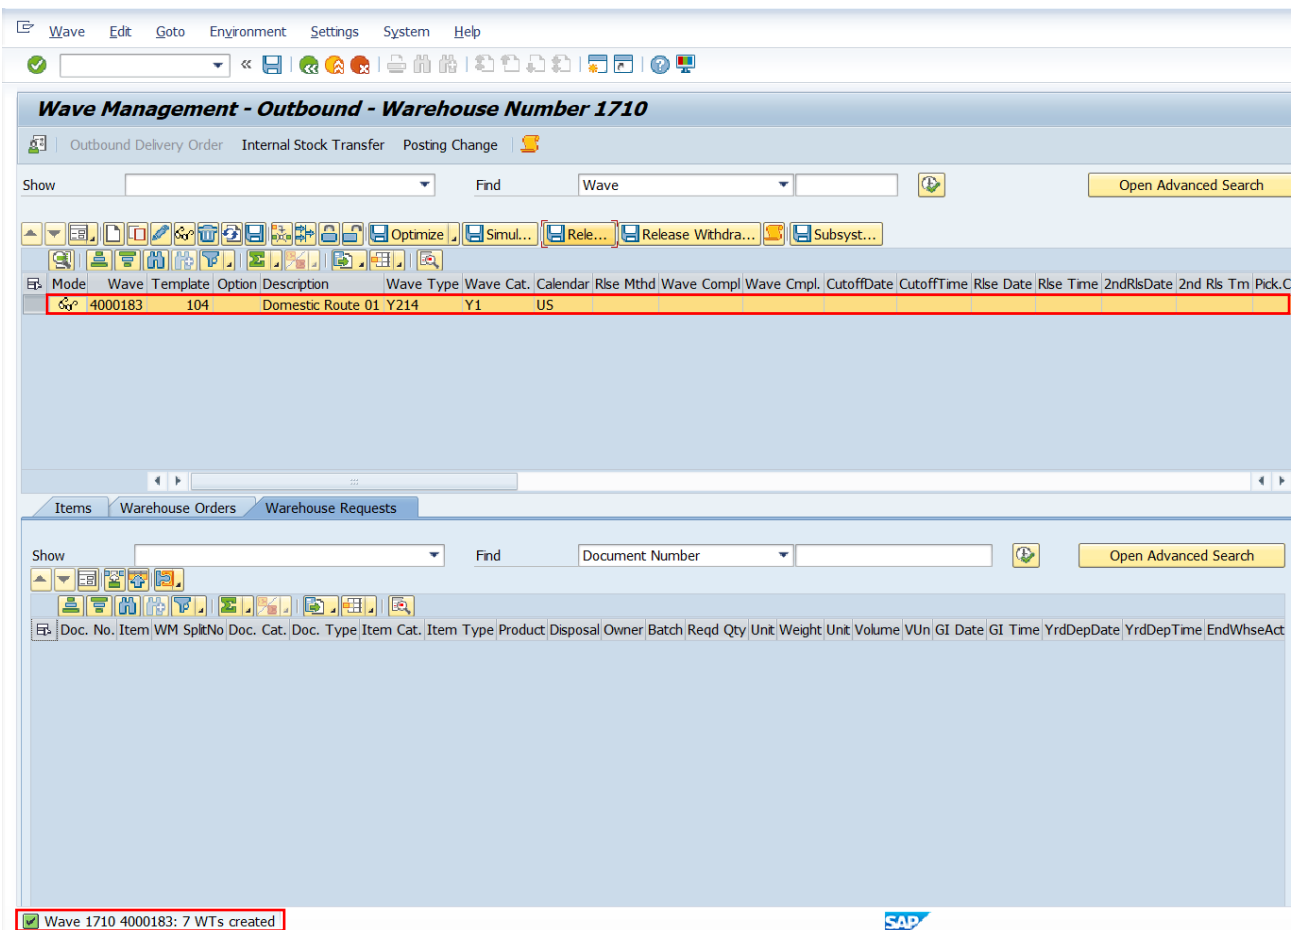 Wave Edit Goto Environment Settings System Help
Wave Management - Outbound - Warehouse Number 1710
Outbound Delivery Order Internal Stock Transfer Posting Change
Show Find Wave Open Advanced Search
Optimize Simul... Rele... Release Withdra... Subsyst...
Mode Wave Template Option Description Wave Type Wave Cat. Calendar Rlse Mthd Wave Compl Wave Cmpl. CutoffDate CutoffTime Rlse Date Rlse Time 2ndRlsDate 2nd Rls Tm Pick.C
4000183 104 Domestic Route 01 Y214 Y1 US
Items Warehouse Orders Warehouse Requests
Show Find Document Number Open Advanced Search
Doc. No. Item WM SplitNo Doc. Cat. Doc. Type Item Cat. Item Type Product Disposal Owner Batch Reqd Qty Unit Weight Unit Volume VUn GI Date GI Time YrdDepDate YrdDepTime EndWhseAct
Wave 1710 4000183: 7 WTs created
SAP